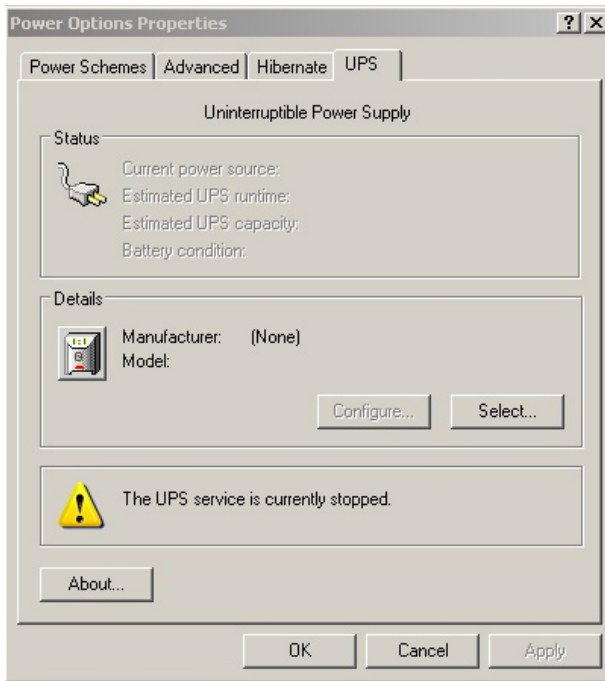 Power Options Properties
Power Schemes Advanced Hibernate UPS
Uninterruptible Power Supply
Status
Current power source:
Estimated UPS runtime:
Estimated UPS capacity:
Battery condition:
Details
Manufacturer: (None)
Model:
Configure... Select...
The UPS service is currently stopped.
About...
OK Cancel Apply